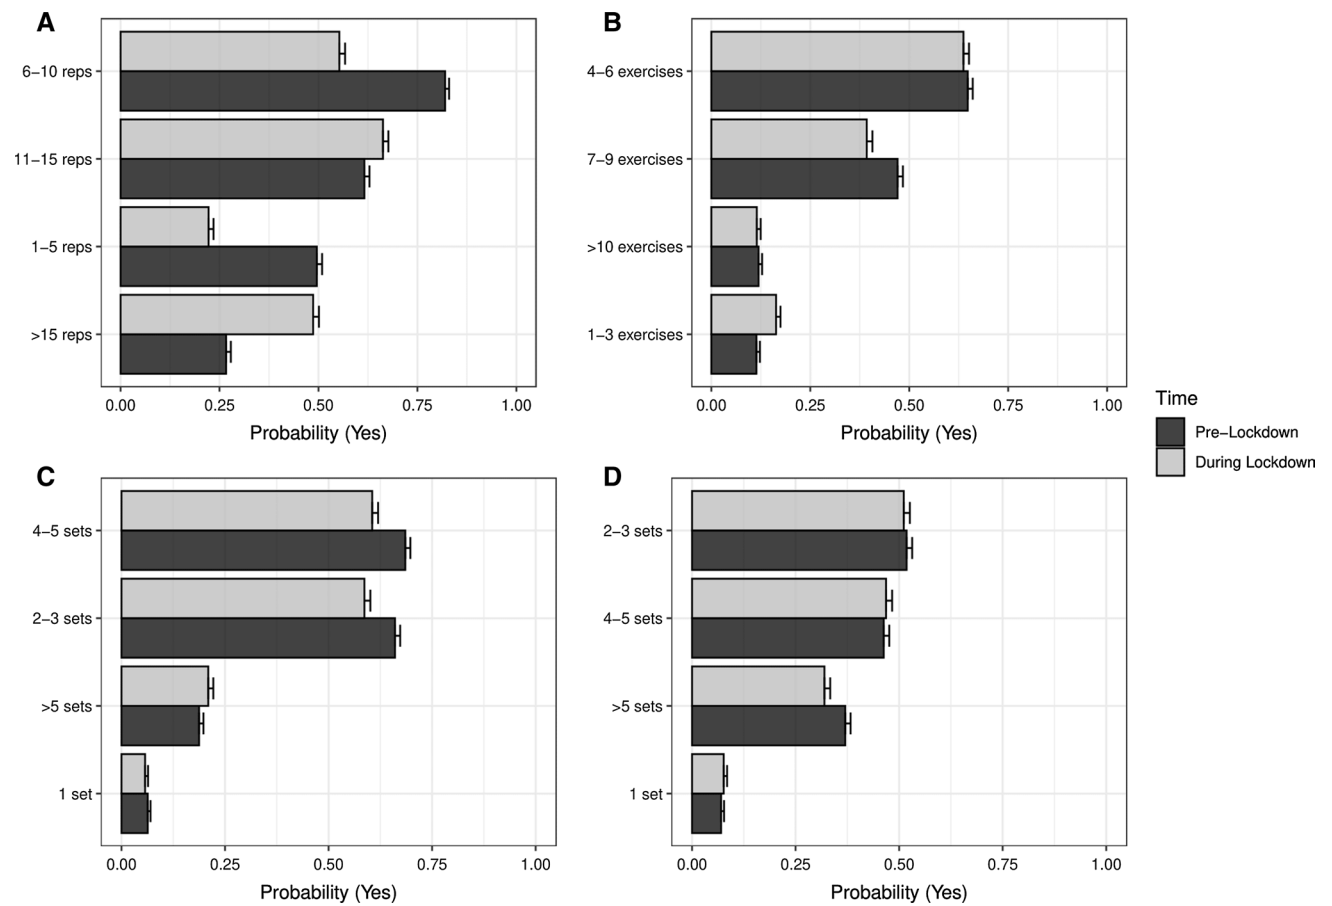 A
6−10 reps
11−15 reps
1−5 reps
>15 reps
0.00 0.25 0.50 0.75 1.00
Probability (Yes)
B
4−6 exercises
7−9 exercises
>10 exercises
1−3 exercises
0.00 0.25 0.50 0.75 1.00
Probability (Yes)
Time
Pre−Lockdown
During Lockdown
C
4−5 sets
2−3 sets
>5 sets
1 set
0.00 0.25 0.50 0.75 1.00
Probability (Yes)
D
2−3 sets
4−5 sets
>5 sets
1 set
0.00 0.25 0.50 0.75 1.00
Probability (Yes)